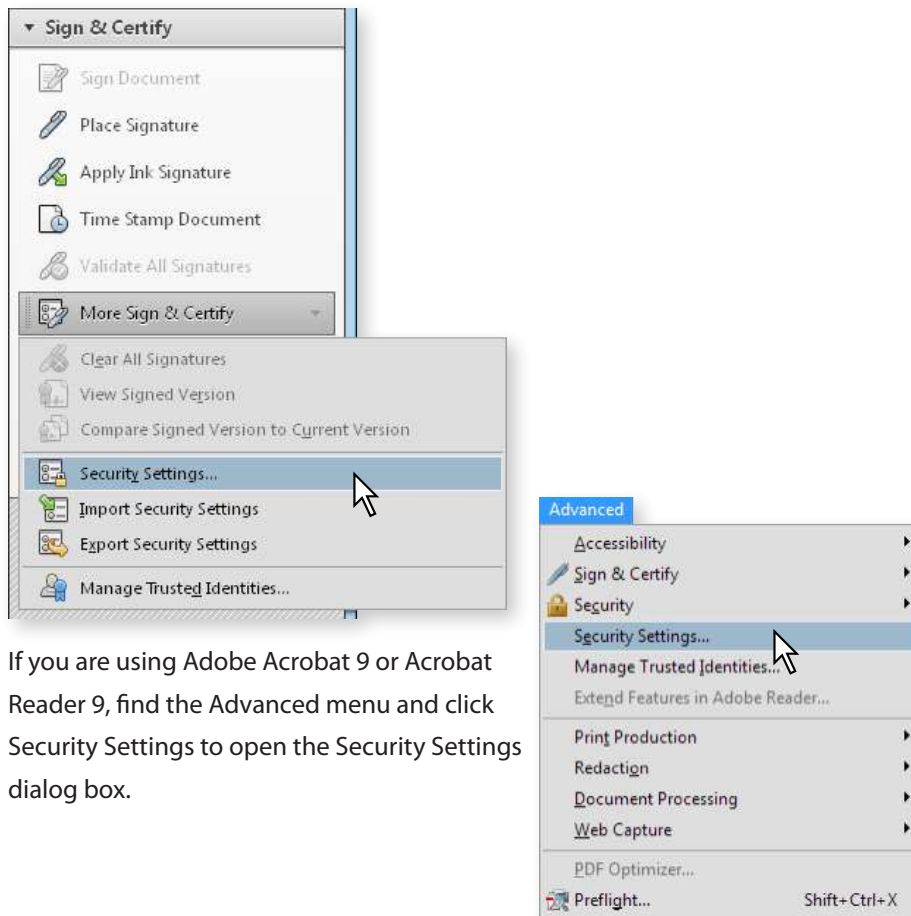 Sign & Certify
Sign Document
Place Signature
Apply Ink Signature
Time Stamp Document
Validate All Signatures
More Sign & Certify
Clear All Signatures
View Signed Version
Compare Signed Version to Current Version
Security Settings...
Import Security Settings
Export Security Settings
Manage Trusted Identities...
If you are using Adobe Acrobat 9 or Acrobat
Reader 9, find the Advanced menu and click
Security Settings to open the Security Settings
dialog box.
Advanced
Accessibility
Sign & Certify
Security
Security Settings...
Manage Trusted Identities...
Extend Features in Adobe Reader...
Print Production
Redaction
Document Processing
Web Capture
PDF Optimizer...
Preflight... Shift+Ctrl+X